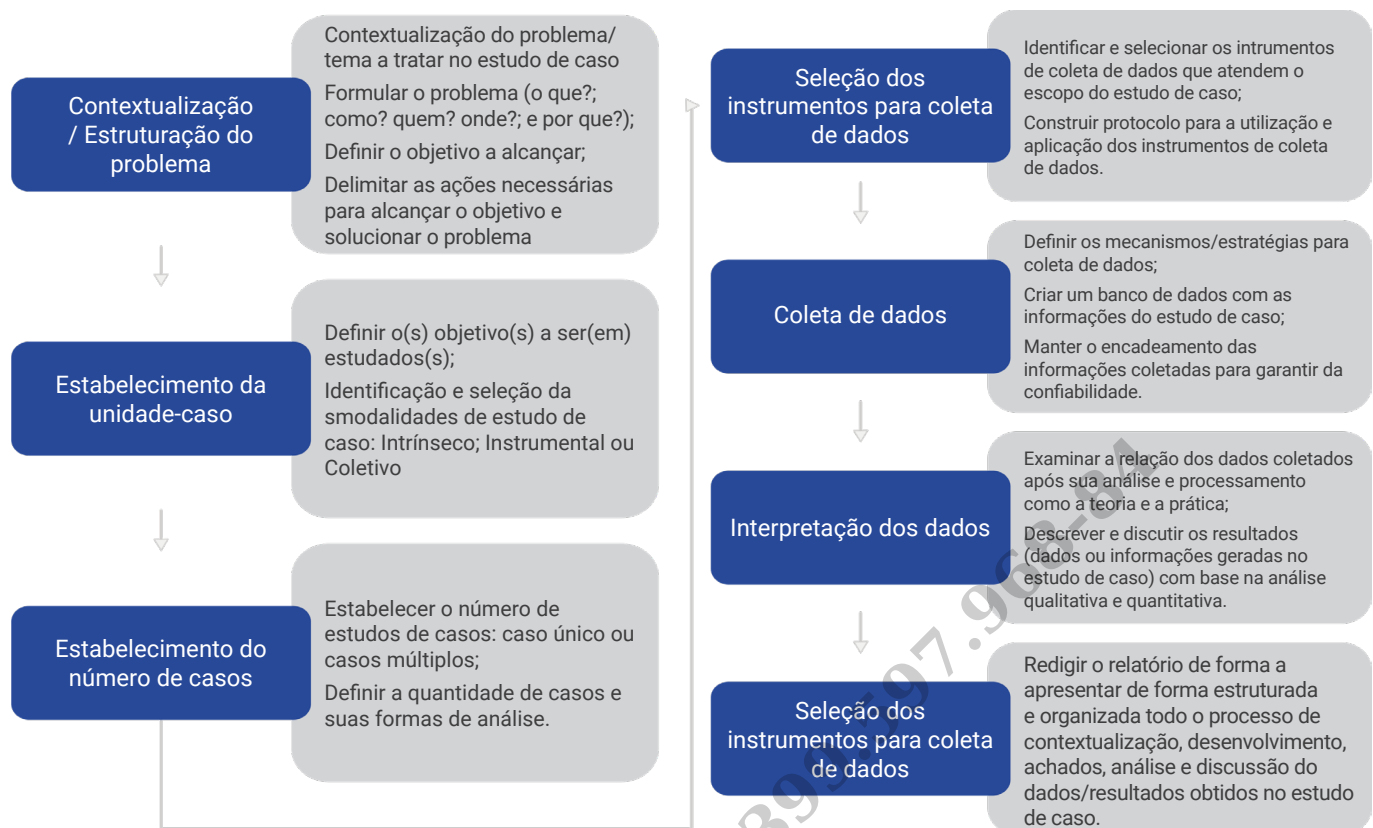 Contextualização
/ Estruturação do
problema
Contextualização do problema/
tema a tratar no estudo de caso
Formular o problema (o que?;
como? quem? onde?; e por que?);
Definir o objetivo a alcançar;
Delimitar as ações necessárias
para alcançar o objetivo e
solucionar o problema
Estabelecimento da
unidade-caso
Definir o(s) objetivo(s) a ser(em)
estudados(s);
Identificação e seleção da
smodalidades de estudo de
caso: Intrínseco; Instrumental ou
Coletivo
Estabelecimento do
número de casos
Estabelecer o número de
estudos de casos: caso único ou
casos múltiplos;
Definir a quantidade de casos e
suas formas de análise.
Seleção dos
instrumentos para coleta
de dados
Identificar e selecionar os intrumentos
de coleta de dados que atendem o
escopo do estudo de caso;
Construir protocolo para a utilização e
aplicação dos instrumentos de coleta
de dados.
Coleta de dados
Definir os mecanismos/estratégias para
coleta de dados;
Criar um banco de dados com as
informações do estudo de caso;
Manter o encadeamento das
informações coletadas para garantir da
confiabilidade.
Interpretação dos dados
Examinar a relação dos dados coletados
após sua análise e processamento
como a teoria e a prática;
Descrever e discutir os resultados
(dados ou informações geradas no
estudo de caso) com base na análise
qualitativa e quantitativa.
Seleção dos
instrumentos para coleta
de dados
Redigir o relatório de forma a
apresentar de forma estruturada
e organizada todo o processo de
contextualização, desenvolvimento,
achados, análise e discussão do
dados/resultados obtidos no estudo
de caso.